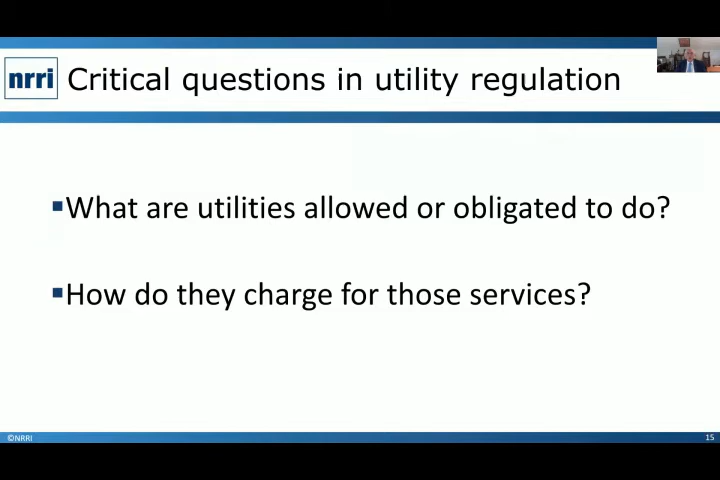 nrri Critical questions in utility regulation
▪What are utilities allowed or obligated to do?
▪How do they charge for those services?
©NRRI 15